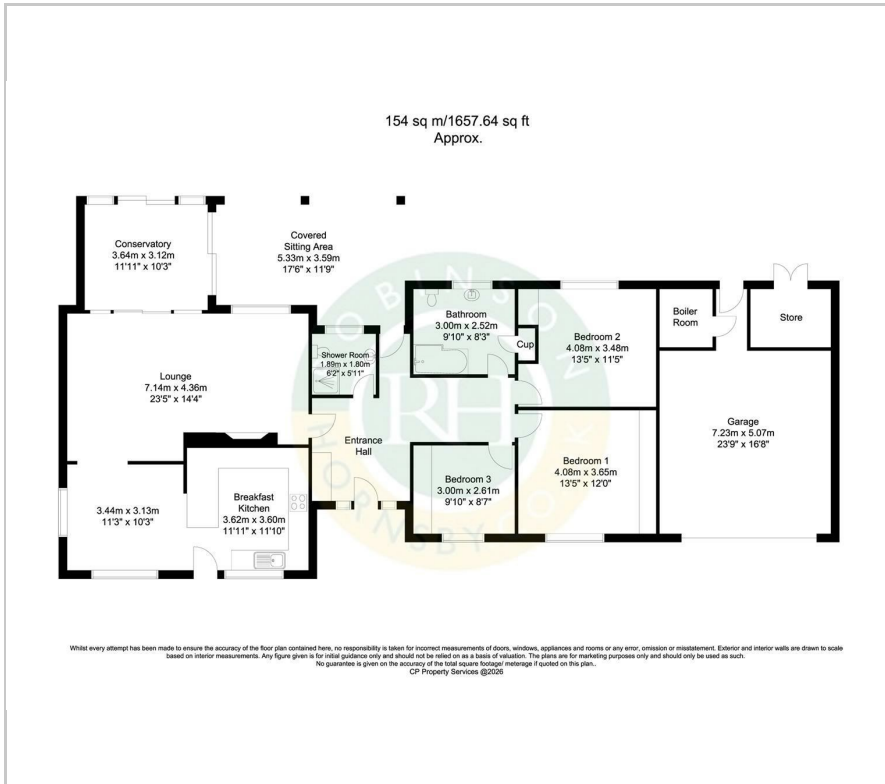 154 sq m/1657.64 sq ft
Approx.
Conservatory
3.64m x 3.12m
11'11" x 10'3"
Covered
Sitting Area
5.33m x 3.59m
17'6" x 11'9"
Bathroom
3.00m x 2.52m
9'10" x 8'3"
Cup
Bedroom 2
4.08m x 3.48m
13'5" x 11'5"
Boiler
Room
Store
Shower Room
1.89m x 1.80m
6'2" x 5'11"
Lounge
7.14m x 4.36m
23'5" x 14'4"
Entrance
Hall
Garage
7.23m x 5.07m
23'9" x 16'8"
3.44m x 3.13m
11'3" x 10'3"
Breakfast
Kitchen
3.62m x 3.60m
11'11" x 11'10"
Bedroom 3
3.00m x 2.61m
9'10" x 8'7"
Bedroom 1
4.08m x 3.65m
13'5" x 12'0"
ROBINSON
RH
HORNSBY.CO.UK
Whilst every attempt has been made to ensure the accuracy of the floor plan contained here, no responsibility is taken for incorrect measurements of doors, windows, appliances and rooms or any error, omission or misstatement. Exterior and interior walls are drawn to scale
based on interior measurements. Any figure given is for initial guidance only and should not be relied on as a basis of valuation. The plans are for marketing purposes only and should only be used as such.
No guarantee is given on the accuracy of the total square footage/ meterage if quoted on this plan..
CP Property Services @2026